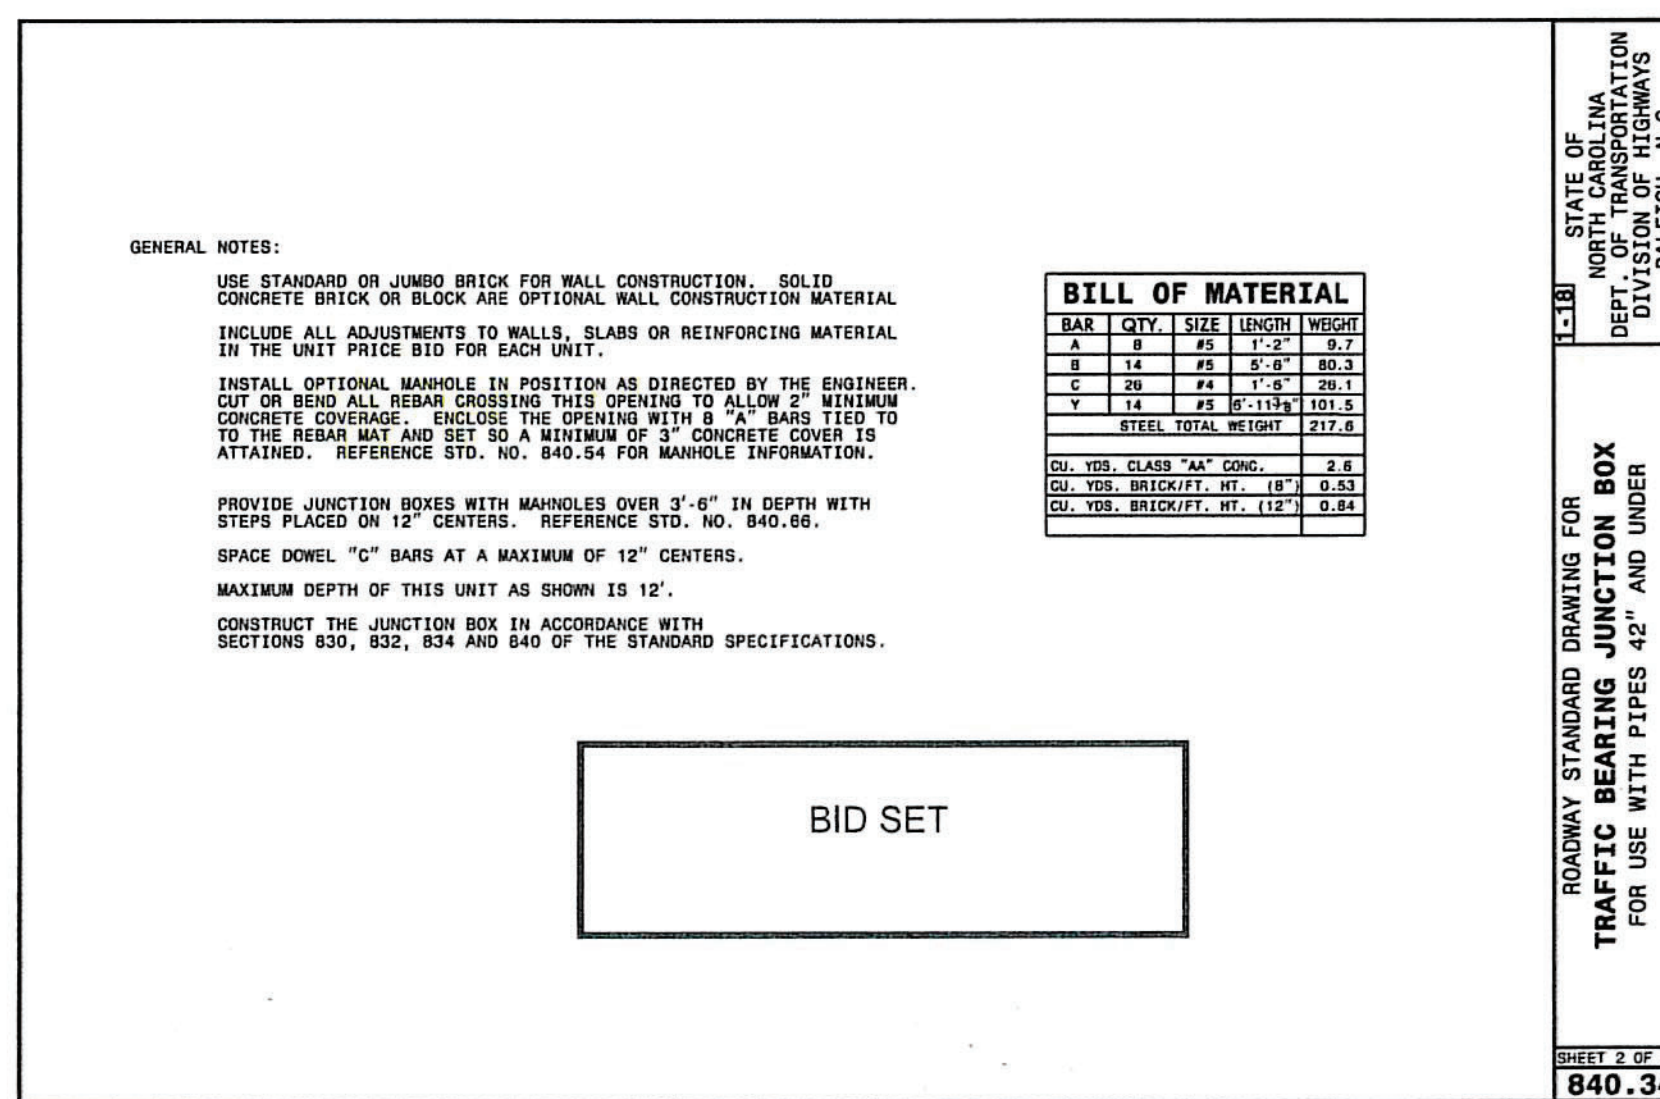 GENERAL NOTES:
USE STANDARD OR JUMBO BRICK FOR WALL CONSTRUCTION. SOLID
CONCRETE BRICK OR BLOCK ARE OPTIONAL WALL CONSTRUCTION MATERIAL
INCLUDE ALL ADJUSTMENTS TO WALLS, SLABS OR REINFORCING MATERIAL
IN THE UNIT PRICE BID FOR EACH UNIT.
INSTALL OPTIONAL MANHOLE IN POSITION AS DIRECTED BY THE ENGINEER.
CUT OR BEND ALL REBAR CROSSING THIS OPENING TO ALLOW 2" MINIMUM
CONCRETE COVERAGE. ENCLOSE THE OPENING WITH 8 "A" BARS TIED TO
TO THE REBAR MAT AND SET SO A MINIMUM OF 3" CONCRETE COVER IS
ATTAINED. REFERENCE STD. NO. 840.54 FOR MANHOLE INFORMATION.
PROVIDE JUNCTION BOXES WITH MAHNOLES OVER 3'-6" IN DEPTH WITH
STEPS PLACED ON 12" CENTERS. REFERENCE STD. NO. 840.66.
SPACE DOWEL "C" BARS AT A MAXIMUM OF 12" CENTERS.
MAXIMUM DEPTH OF THIS UNIT AS SHOWN IS 12'.
CONSTRUCT THE JUNCTION BOX IN ACCORDANCE WITH
SECTIONS 830, 832, 834 AND 840 OF THE STANDARD SPECIFICATIONS.
BILL OF MATERIAL
BAR QTY. SIZE LENGTH WEIGHT
A 8 #5 1'-2" 9.7
B 14 #5 5'-6" 80.3
C 26 #4 1'-6" 26.1
Y 14 #5 101.5
STEEL TOTAL WEIGHT 217.6
CU. YDS. CLASS "AA" CONC. 2.6
CU. YDS. BRICK/FT. HT. (8") 0.53
CU. YDS. BRICK/FT. HT. (12") 0.84
BID SET
1-18
STATE OF
NORTH CAROLINA
DEPT. OF TRANSPORTATION
DIVISION OF HIGHWAYS
ROADWAY STANDARD DRAWING FOR
TRAFFIC BEARING JUNCTION BOX
FOR USE WITH PIPES 42" AND UNDER
SHEET 2 OF
840.34